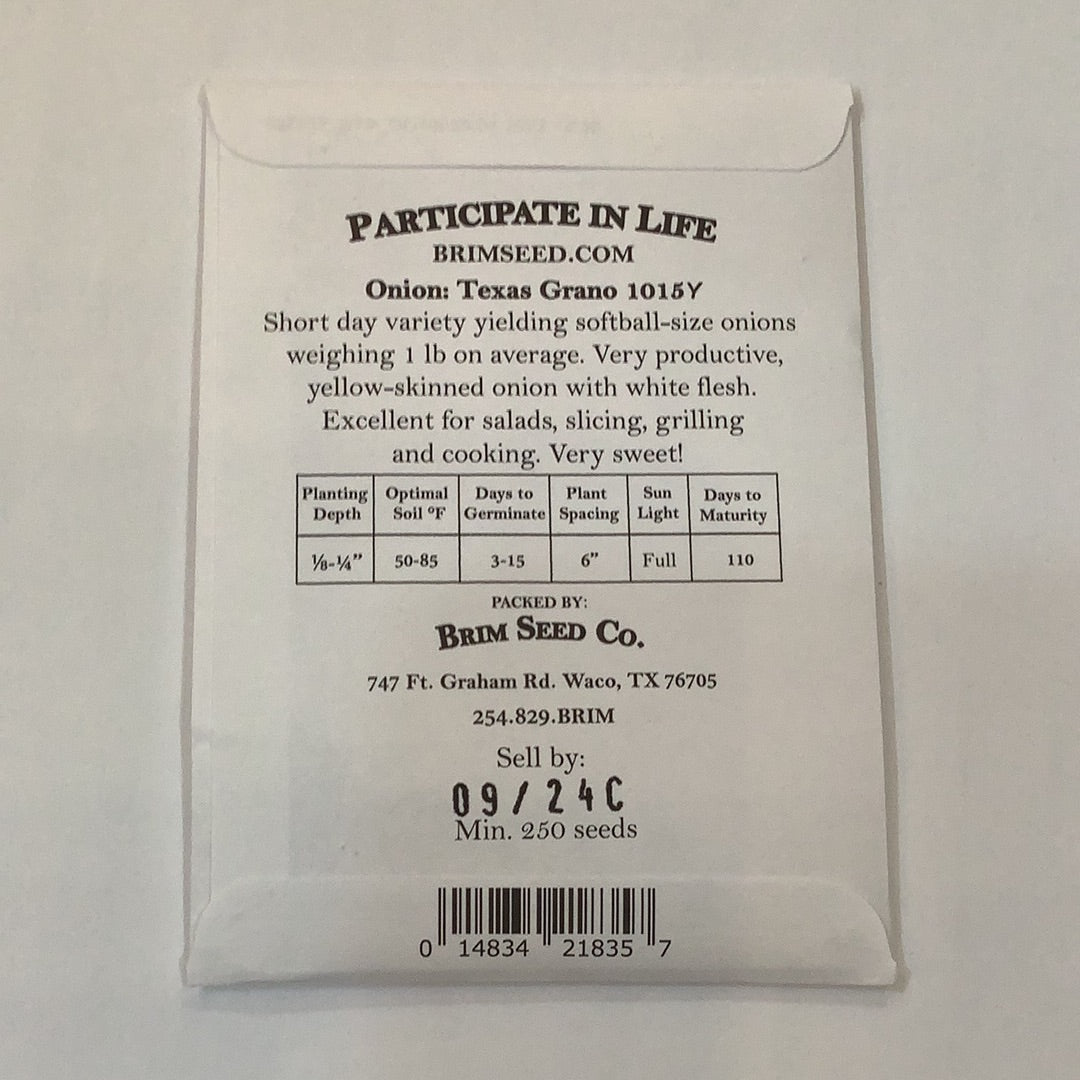 PARTICIPATE IN LIFE
BRIMSEED.COM
Onion: Texas Grano 1015Y
Short day variety yielding softball-size onions
weighing 1 lb on average. Very productive,
yellow-skinned onion with white flesh.
Excellent for salads, slicing, grilling
and cooking. Very sweet!
Planting Depth Optimal Soil ºF Days to Germinate Plant Spacing Sun Light Days to Maturity
⅛-¼” 50-85 3-15 6” Full 110
PACKED BY:
BRIM SEED CO.
747 Ft. Graham Rd. Waco, TX 76705
254.829.BRIM
Sell by:
09/24C
Min. 250 seeds
0 14834 21835 7